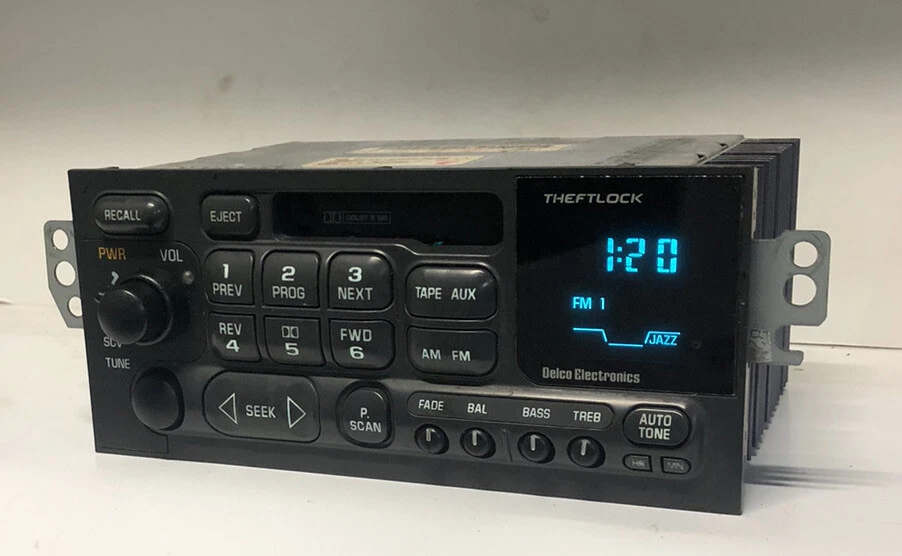 THEFTLOCK
RECALL
EJECT
DOLBY B NR
1:20
PWR VOL
1 2 3
PREV PROG NEXT
TAPE AUX
FM 1
REV FWD
4 5 6
AM FM
JAZZ
SCV
TUNE
Delco Electronics
SEEK
P.
SCAN
FADE BAL BASS TREB
AUTO
TONE
HR MN